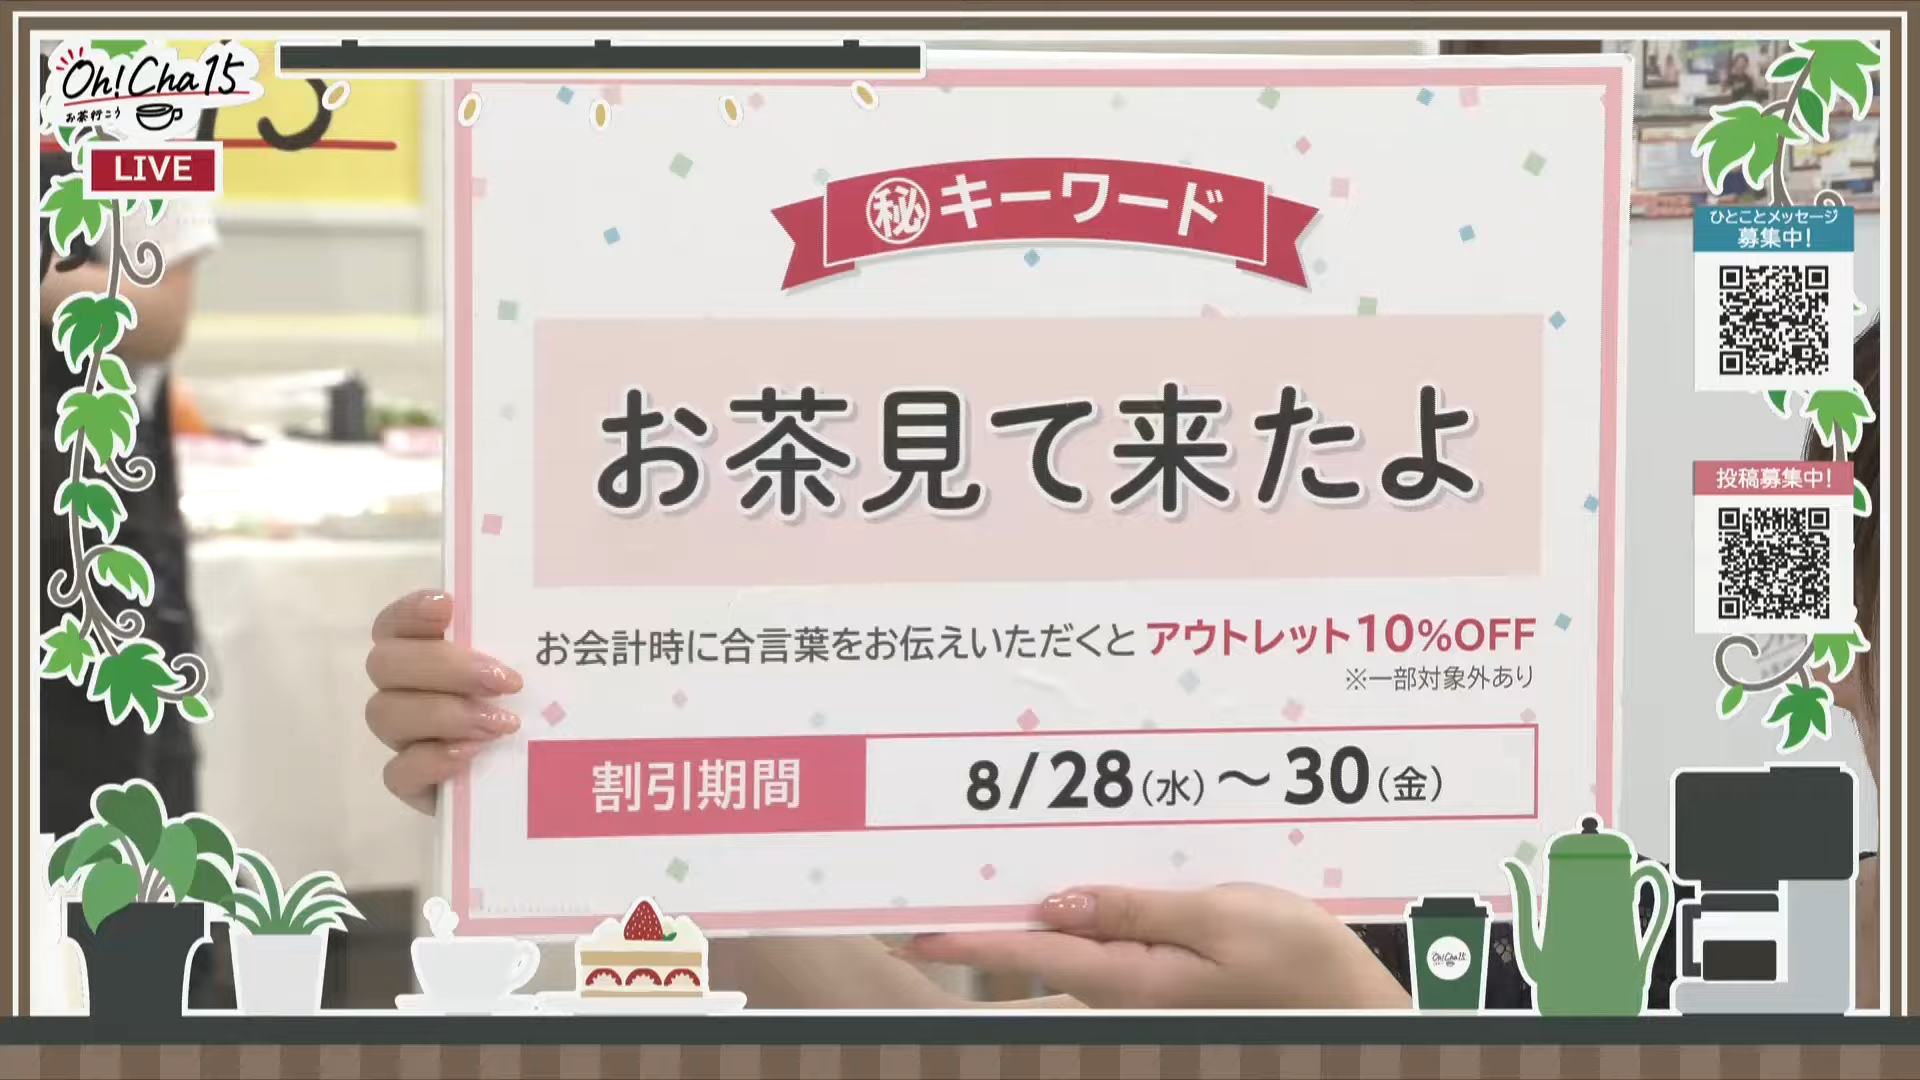 Oh!Cha15
お茶行こう
LIVE
㊙キーワード
お茶見て来たよ
お会計時に合言葉をお伝えいただくと アウトレット10%OFF
※一部対象外あり
割引期間
8/28(水)～30(金)
ひとことメッセージ
募集中!
投稿募集中!
Oh!Cha15